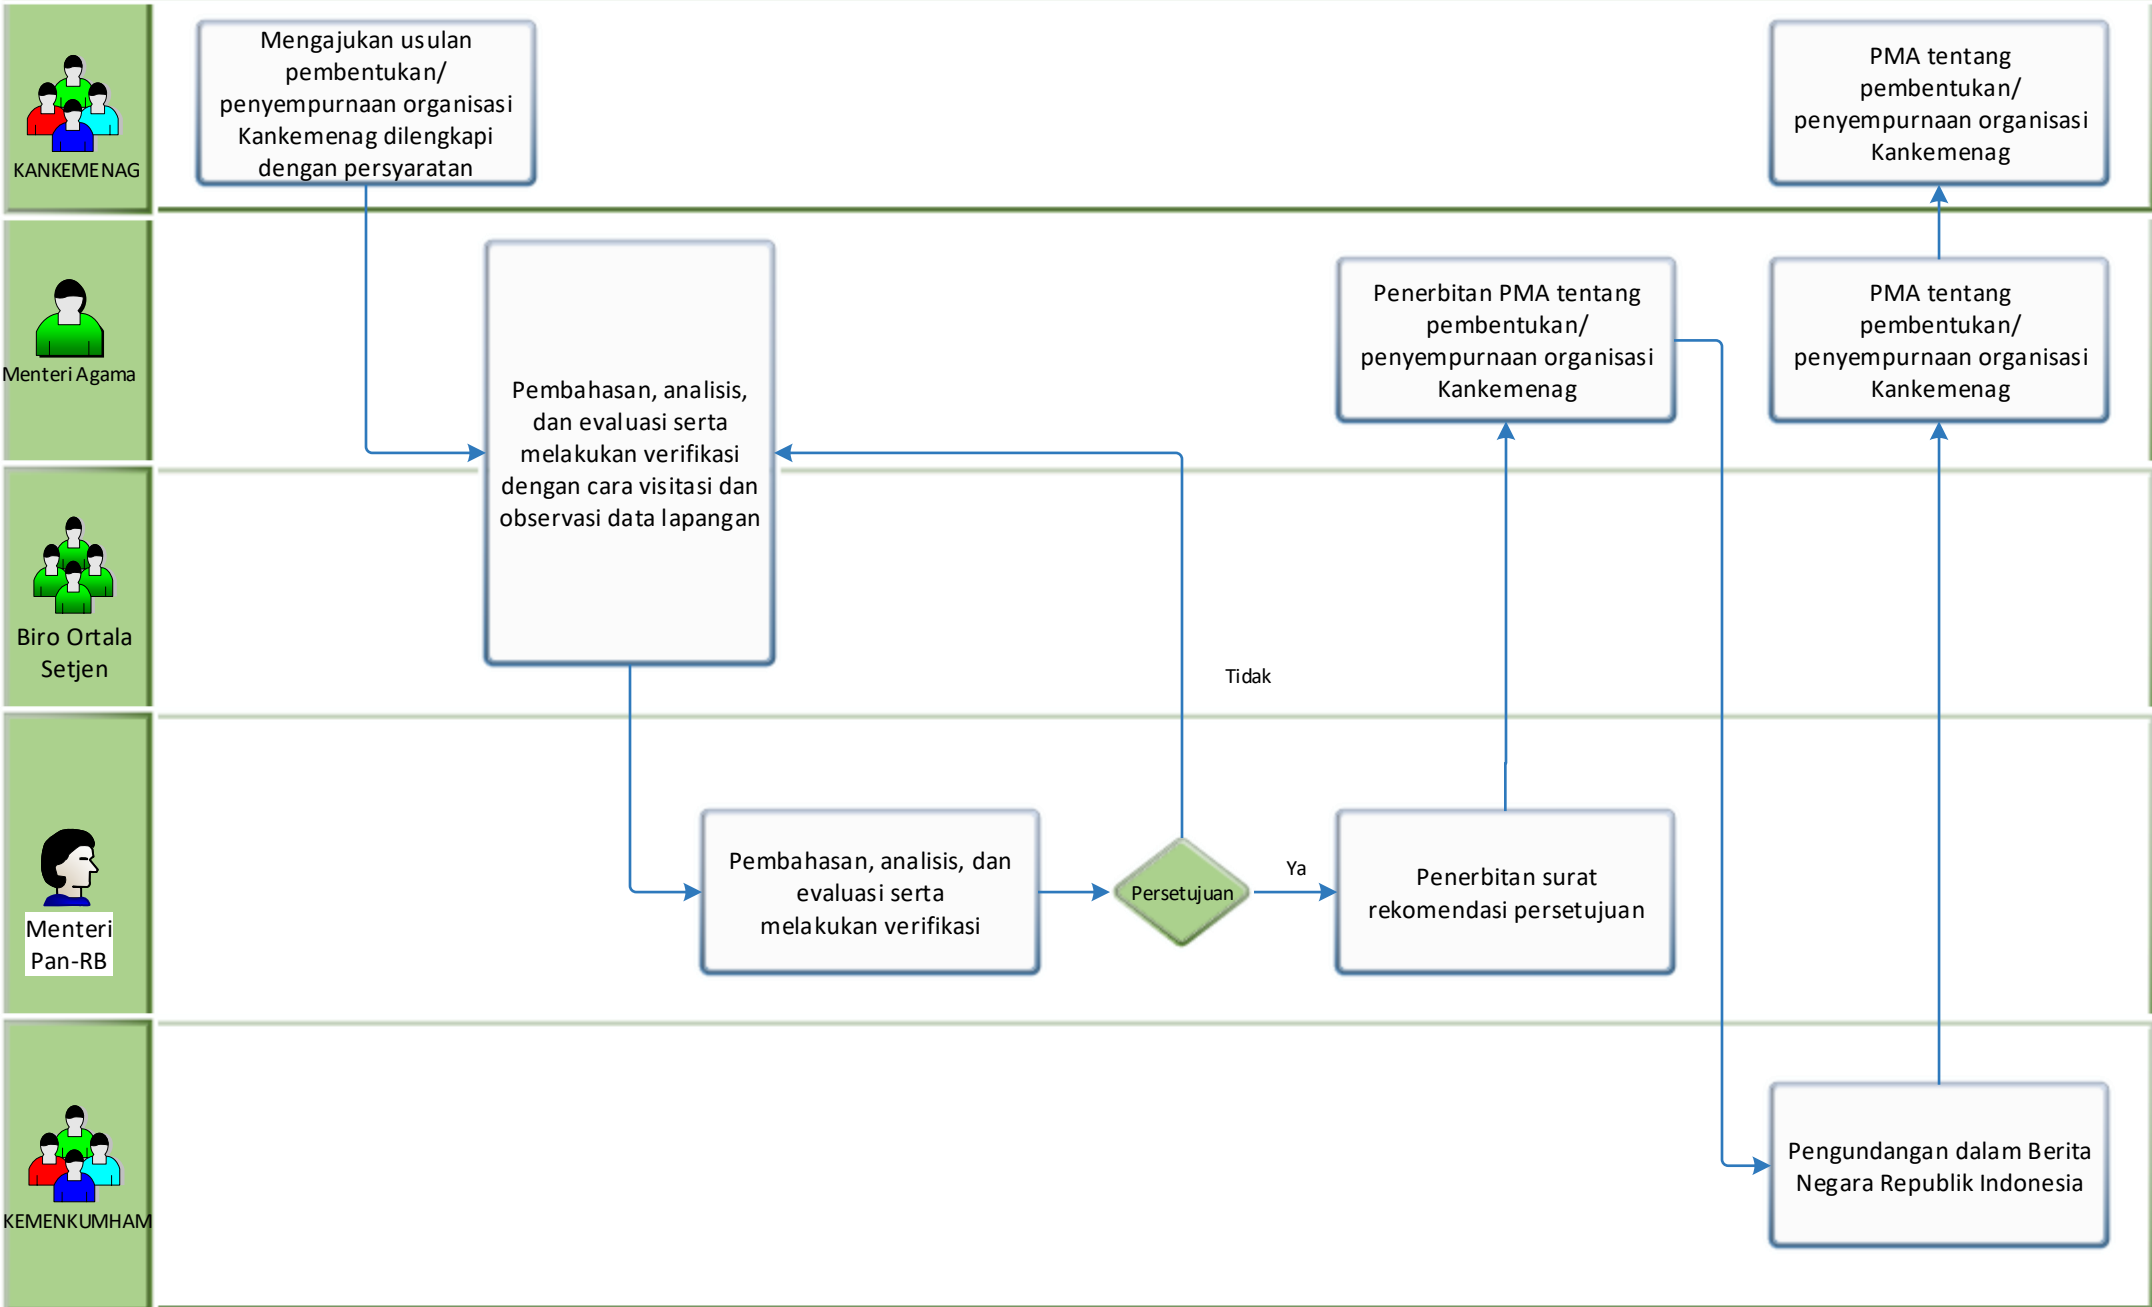 KANKEMENAG
Mengajukan usulan
pembentukan/
penyempurnaan organisasi
Kankemenag dilengkapi
dengan persyaratan
PMA tentang
pembentukan/
penyempurnaan organisasi
Kankemenag
Menteri Agama
Pembahasan, analisis,
dan evaluasi serta
melakukan verifikasi
dengan cara visitasi dan
observasi data lapangan
Penerbitan PMA tentang
pembentukan/
penyempurnaan organisasi
Kankemenag
PMA tentang
pembentukan/
penyempurnaan organisasi
Kankemenag
Biro Ortala
Setjen
Tidak
Menteri
Pan-RB
Pembahasan, analisis, dan
evaluasi serta
melakukan verifikasi
Persetujuan
Ya
Penerbitan surat
rekomendasi persetujuan
KEMENKUMHAM
Pengundangan dalam Berita
Negara Republik Indonesia